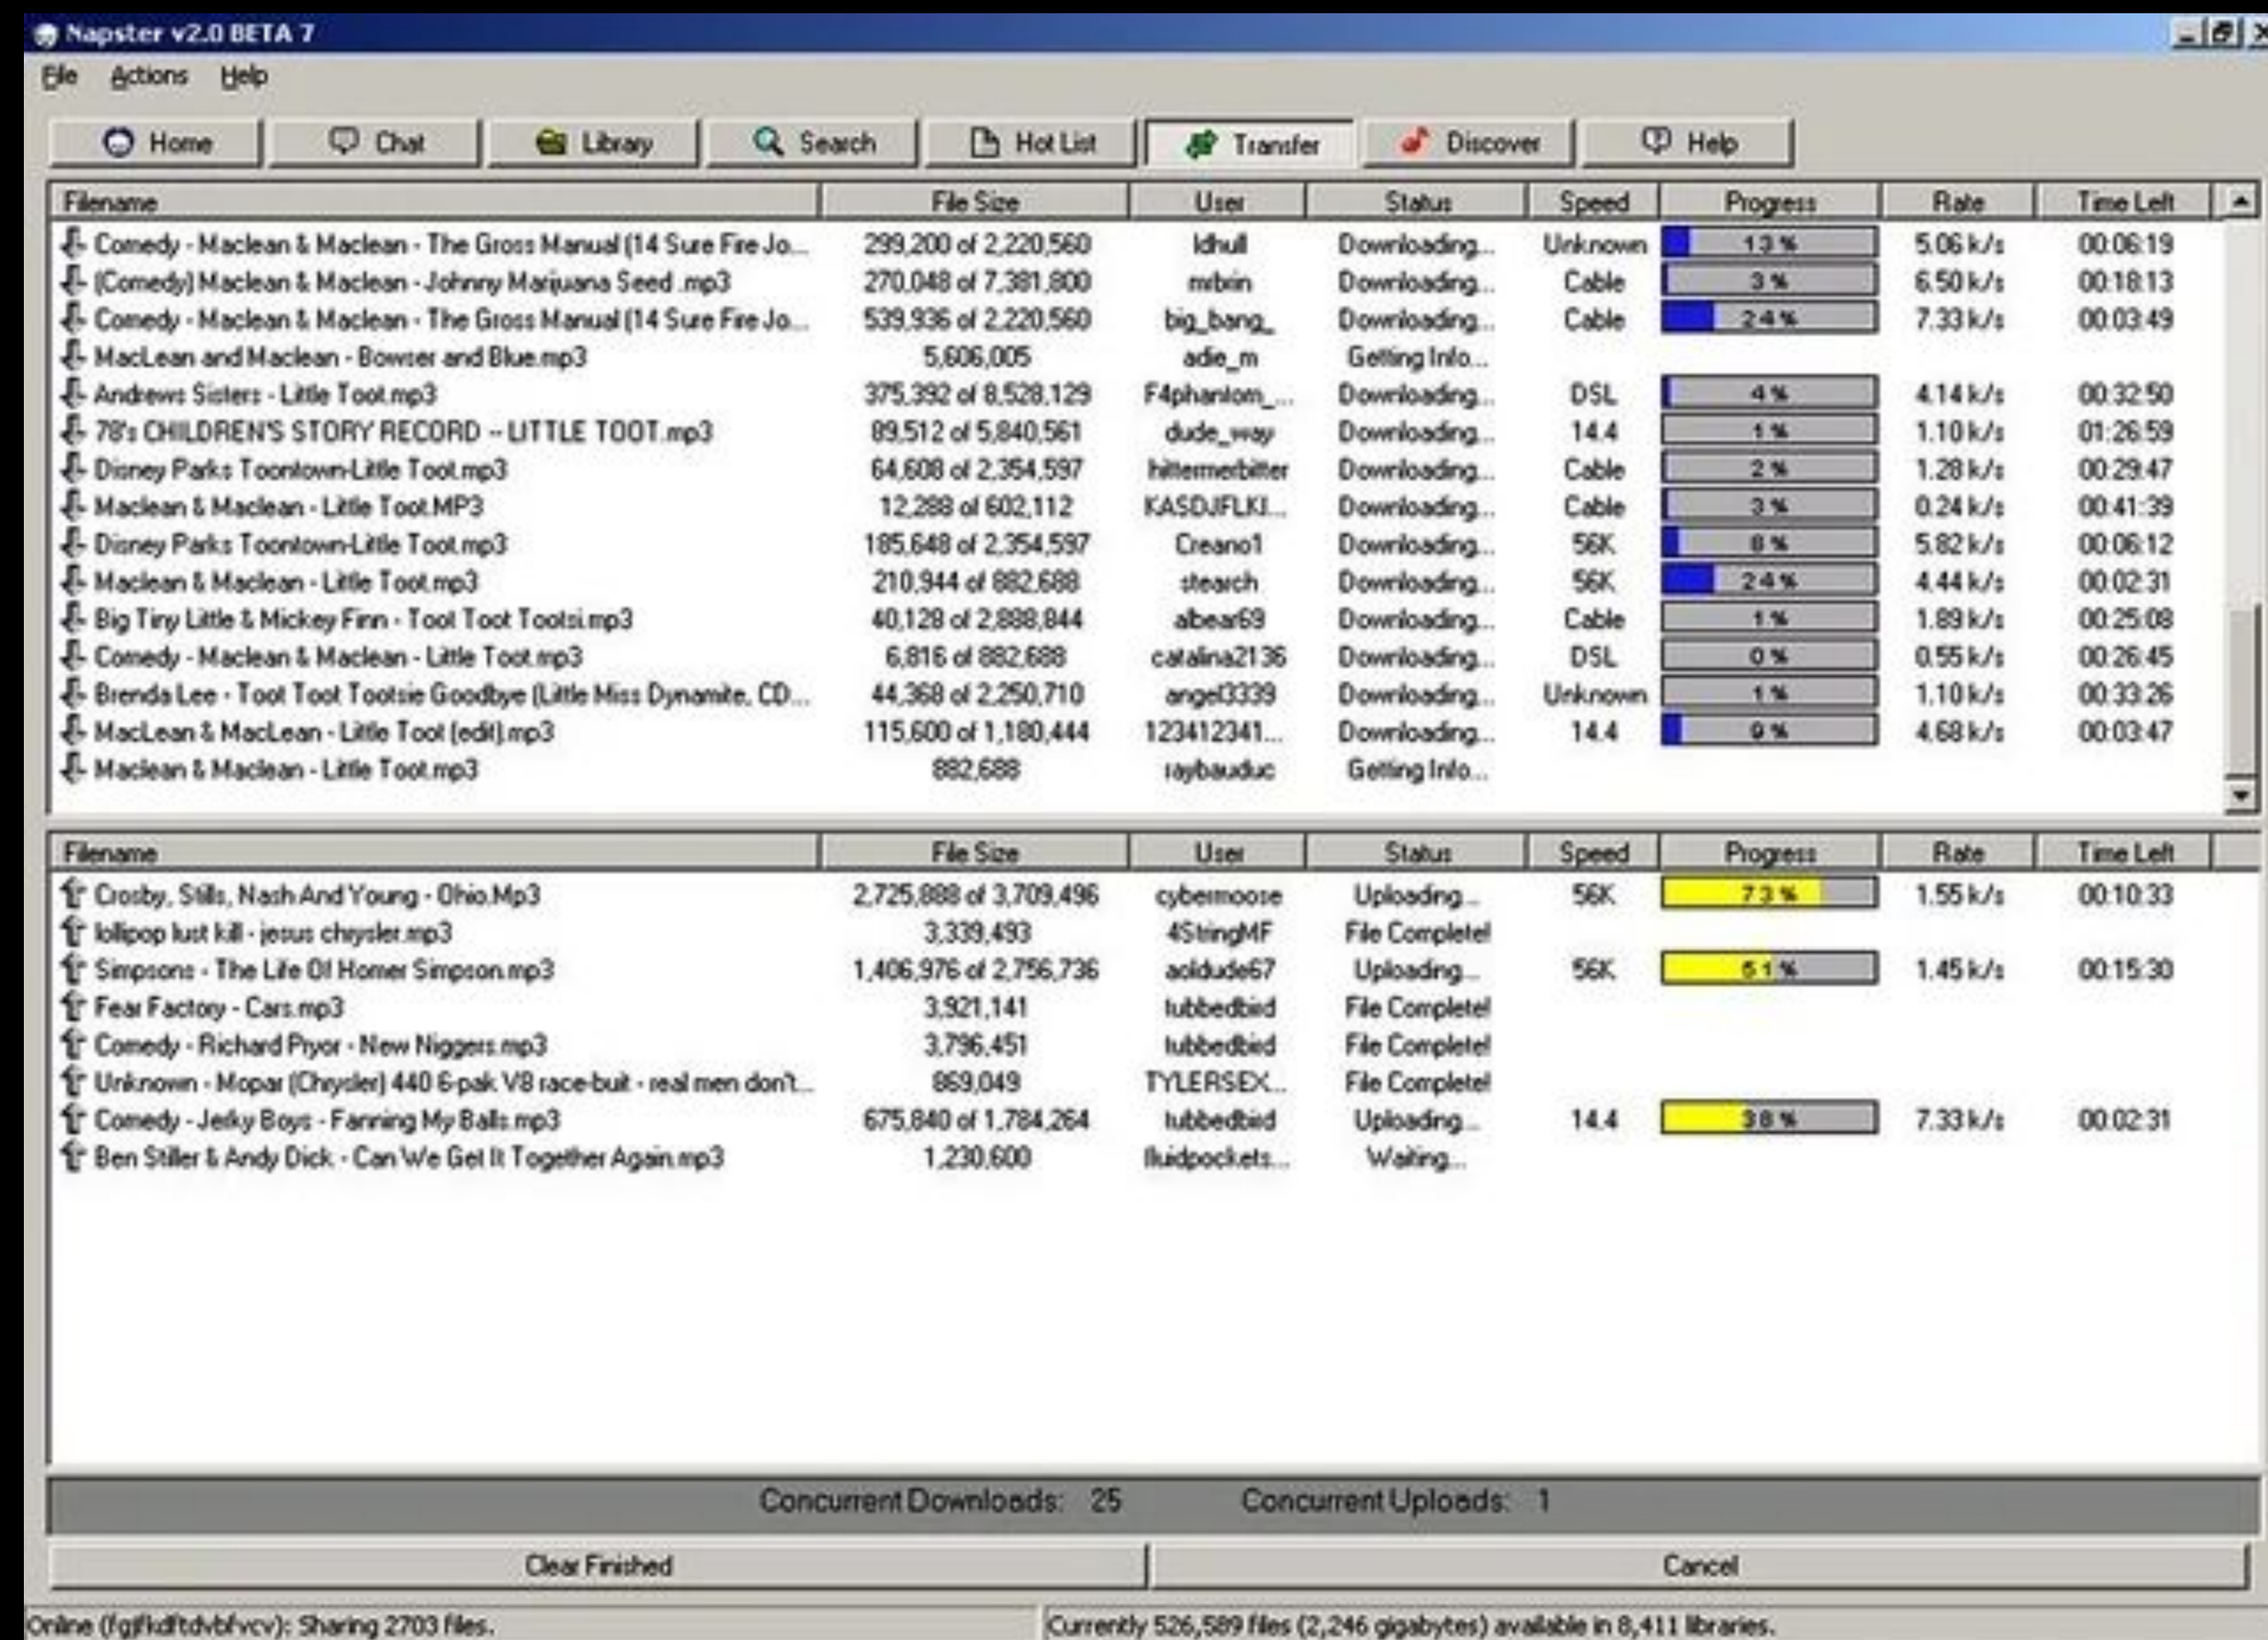 Napster v2.0 BETA 7
File Actions Help
Home Chat Library Search Hot List Transfer Discover Help
Filename File Size User Status Speed Progress Rate Time Left
Comedy - Maclean & Maclean - The Gross Manual (14 Sure Fire Jo... 299,200 of 2,220,560 ldhull Downloading... Unknown 13% 5.06 k/s 00:06:19
(Comedy) Maclean & Maclean - Johnny Marijuana Seed .mp3 270,048 of 7,381,800 mrbrin Downloading... Cable 3% 6.50 k/s 00:18:13
Comedy - Maclean & Maclean - The Gross Manual (14 Sure Fire Jo... 539,936 of 2,220,560 big_bang_ Downloading... Cable 24% 7.33 k/s 00:03:49
MacLean and Maclean - Bowser and Blue.mp3 5,606,005 adie_m Getting Info...
Andrews Sisters - Little Toot.mp3 375,392 of 8,528,129 F4phantom_... Downloading... DSL 4% 4.14 k/s 00:32:50
78's CHILDREN'S STORY RECORD -- LITTLE TOOT.mp3 89,512 of 5,840,561 dude_way Downloading... 14.4 1% 1.10 k/s 01:26:59
Disney Parks Toontown-Little Toot.mp3 64,608 of 2,354,597 hittermerbitter Downloading... Cable 2% 1.28 k/s 00:29:47
Maclean & Maclean - Little Toot.MP3 12,288 of 602,112 KASDJFLKJ... Downloading... Cable 3% 0.24 k/s 00:41:39
Disney Parks Toontown-Little Toot.mp3 185,648 of 2,354,597 Creano1 Downloading... 56K 8% 5.82 k/s 00:06:12
Maclean & Maclean - Little Toot.mp3 210,944 of 882,688 stearch Downloading... 56K 24% 4.44 k/s 00:02:31
Big Tiny Little & Mickey Finn - Toot Toot Tootsi.mp3 40,128 of 2,888,844 albear69 Downloading... Cable 1% 1.89 k/s 00:25:08
Comedy - Maclean & Maclean - Little Toot.mp3 6,816 of 882,688 catalina2136 Downloading... DSL 0% 0.55 k/s 00:26:45
Brenda Lee - Toot Toot Tootsie Goodbye (Little Miss Dynamite, CD... 44,368 of 2,250,710 angel3339 Downloading... Unknown 1% 1.10 k/s 00:33:26
MacLean & MacLean - Little Toot (edit).mp3 115,600 of 1,180,444 123412341... Downloading... 14.4 9% 4.68 k/s 00:03:47
Maclean & Maclean - Little Toot.mp3 882,688 raybauduc Getting Info...
Filename File Size User Status Speed Progress Rate Time Left
Crosby, Stills, Nash And Young - Ohio.Mp3 2,725,888 of 3,709,496 cybermoose Uploading... 56K 73% 1.55 k/s 00:10:33
lollipop lust kill - jesus chrysler.mp3 3,339,493 4StringMF File Complete!
Simpsons - The Life Of Homer Simpson.mp3 1,406,976 of 2,756,736 aoldude67 Uploading... 56K 51% 1.45 k/s 00:15:30
Fear Factory - Cars.mp3 3,921,141 tubbedbird File Complete!
Comedy - Richard Pryor - New Niggers.mp3 3,796,451 tubbedbird File Complete!
Unknown - Mopar (Chrysler) 440 6-pak V8 race-buit - real men don't... 869,049 TYLERSEX... File Complete!
Comedy - Jerky Boys - Fanning My Balls.mp3 675,840 of 1,784,264 tubbedbird Uploading... 14.4 38% 7.33 k/s 00:02:31
Ben Stiller & Andy Dick - Can We Get It Together Again.mp3 1,230,600 fluidpockets... Waiting...
Concurrent Downloads: 25 Concurrent Uploads: 1
Clear Finished Cancel
Online (fgjfkdftdvbfvcv): Sharing 2703 files. Currently 526,589 files (2,246 gigabytes) available in 8,411 libraries.